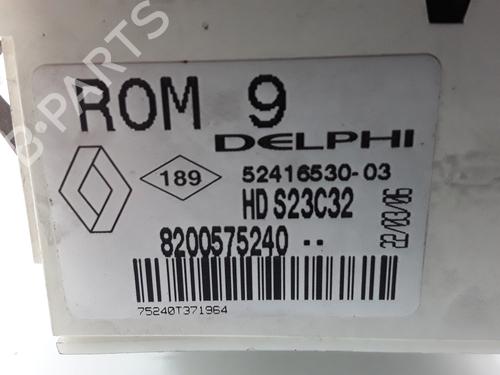 ROM 9
DELPHI
189
52416530-03
HD S23C32
22/03/06
8200575240 --
75240T371964
B-PARTS